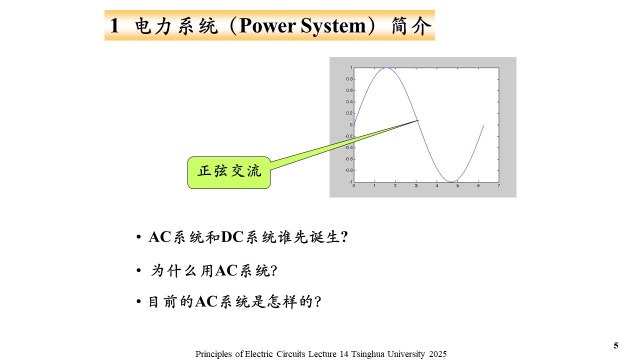 1 电力系统（Power System）简介
1
0.8
0.6
0.4
0.2
0
-0.2
-0.4
-0.6
-0.8
-1
0 1 2 3 4 5 6 7
正弦交流
• AC系统和DC系统谁先诞生?
• 为什么用AC系统?
• 目前的AC系统是怎样的?
5
Principles of Electric Circuits Lecture 14 Tsinghua University 2025